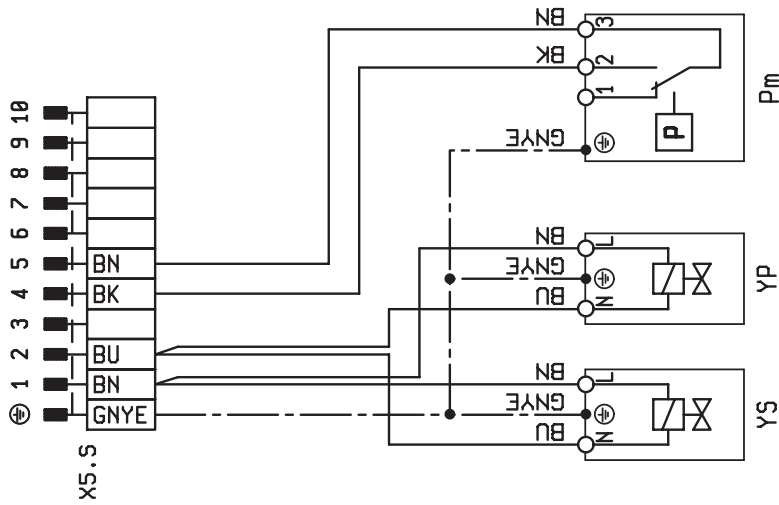 10
9
8
7
6
5 BN
4 BK
3
2 BU
1 BN
GNYE
X5.S
BN 3
BK 2
1
GNYE
P
Pm
BN L
GNYE
BU N
YP
BN L
GNYE
BU N
YS